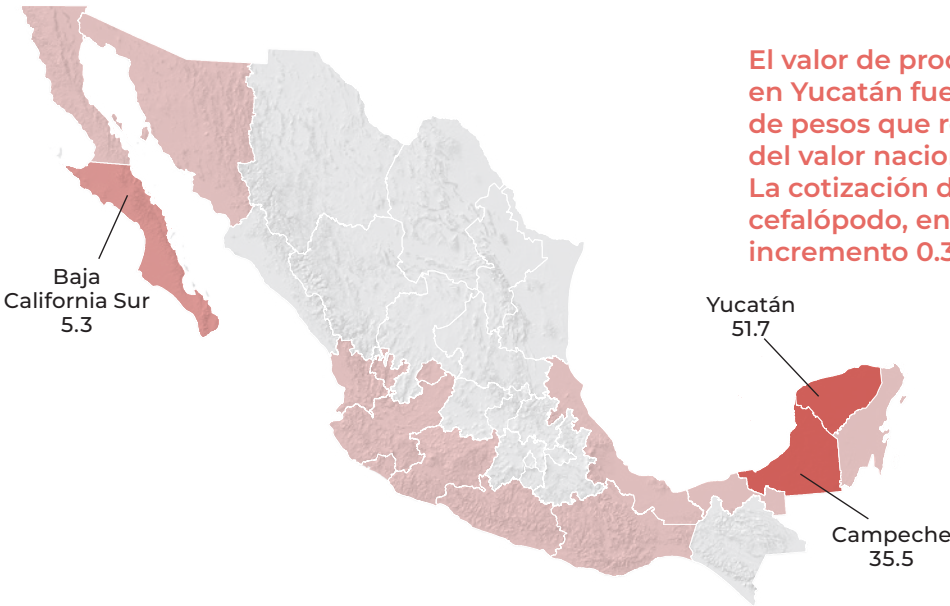 El valor de proc
en Yucatán fue
de pesos que r
del valor nacio
La cotización d
cefalópodo, en
incremento 0.3
Baja
California Sur
5.3
Yucatán
51.7
Campeche
35.5